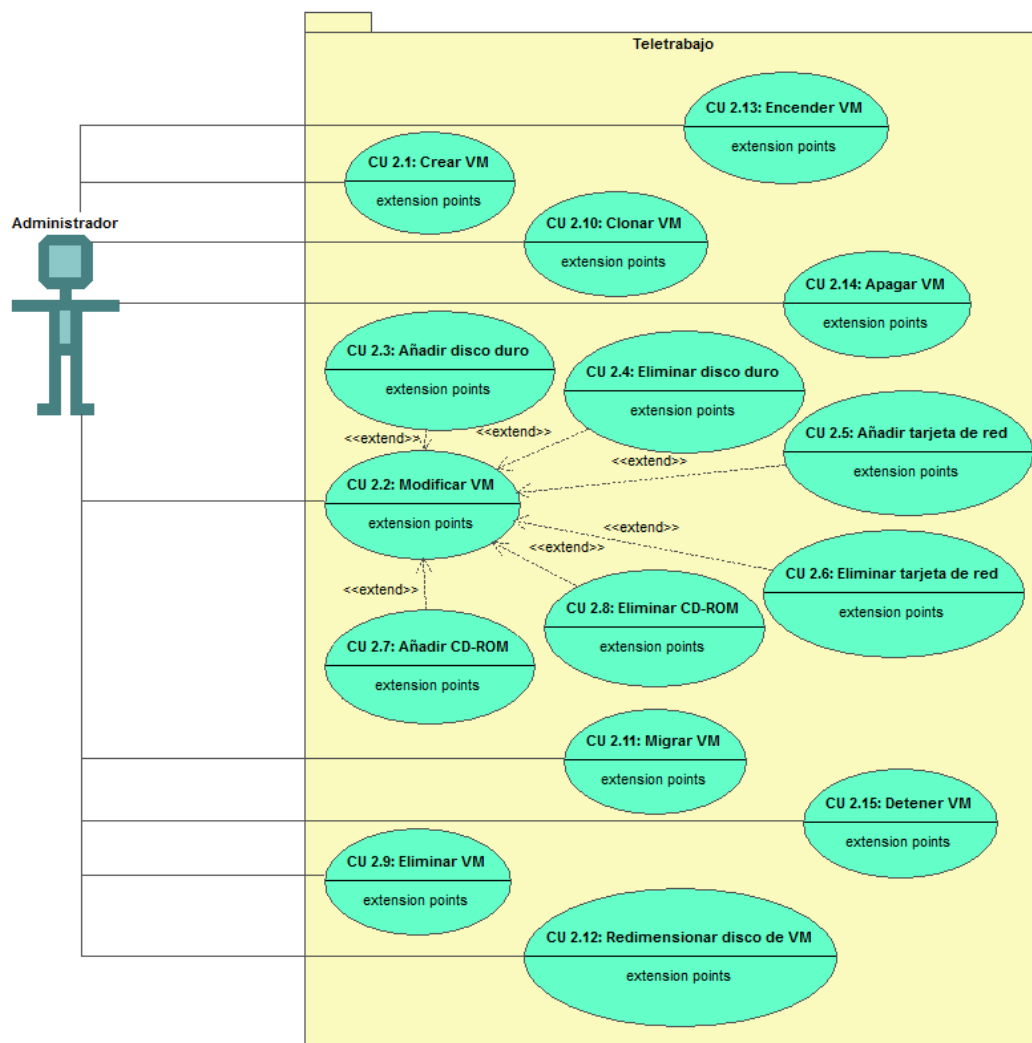 Teletrabajo
CU 2.13: Encender VM
extension points
CU 2.1: Crear VM
extension points
Administrador
CU 2.10: Clonar VM
extension points
CU 2.14: Apagar VM
extension points
CU 2.3: Añadir disco duro
extension points
CU 2.4: Eliminar disco duro
extension points
CU 2.5: Añadir tarjeta de red
extension points
<<extend>>
<<extend>>
<<extend>>
CU 2.2: Modificar VM
extension points
<<extend>>
<<extend>>
CU 2.6: Eliminar tarjeta de red
extension points
<<extend>>
CU 2.8: Eliminar CD-ROM
extension points
CU 2.7: Añadir CD-ROM
extension points
CU 2.11: Migrar VM
extension points
CU 2.15: Detener VM
extension points
CU 2.9: Eliminar VM
extension points
CU 2.12: Redimensionar disco de VM
extension points